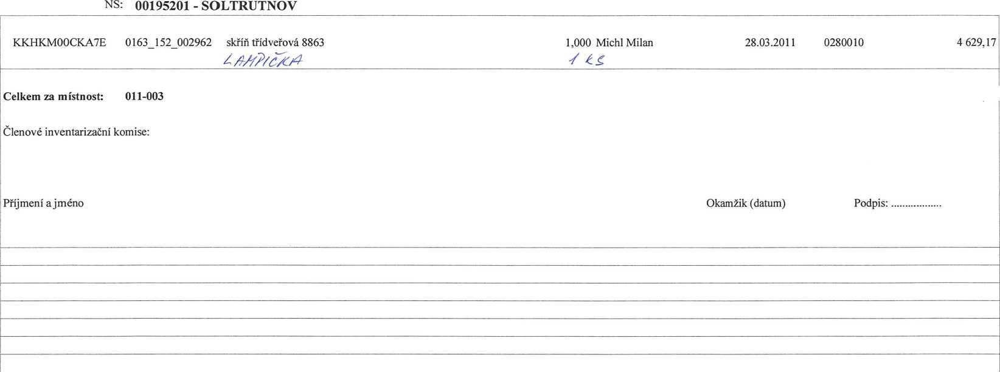 NS: 00195201 - SOLTRUTNOV
KKHKM00CKA7E 0163_152_002962 skříň třídveřová 8863 1,000 Michl Milan 28.03.2011 0280010 4 629,17
LAMPIČKA 1 KS
Celkem za místnost: 011-003
Členové inventarizační komise:
Příjmení a jméno Okamžik (datum) Podpis: ..................